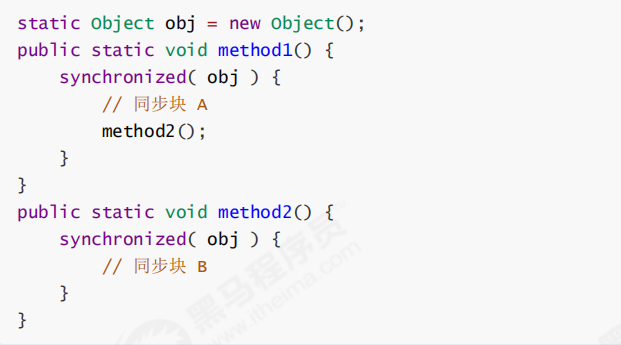 static Object obj = new Object();
public static void method1() {
    synchronized( obj ) {
        // 同步块 A
        method2();
    }
}
public static void method2() {
    synchronized( obj ) {
        // 同步块 B
    }
}
黑马程序员
www.itheima.com